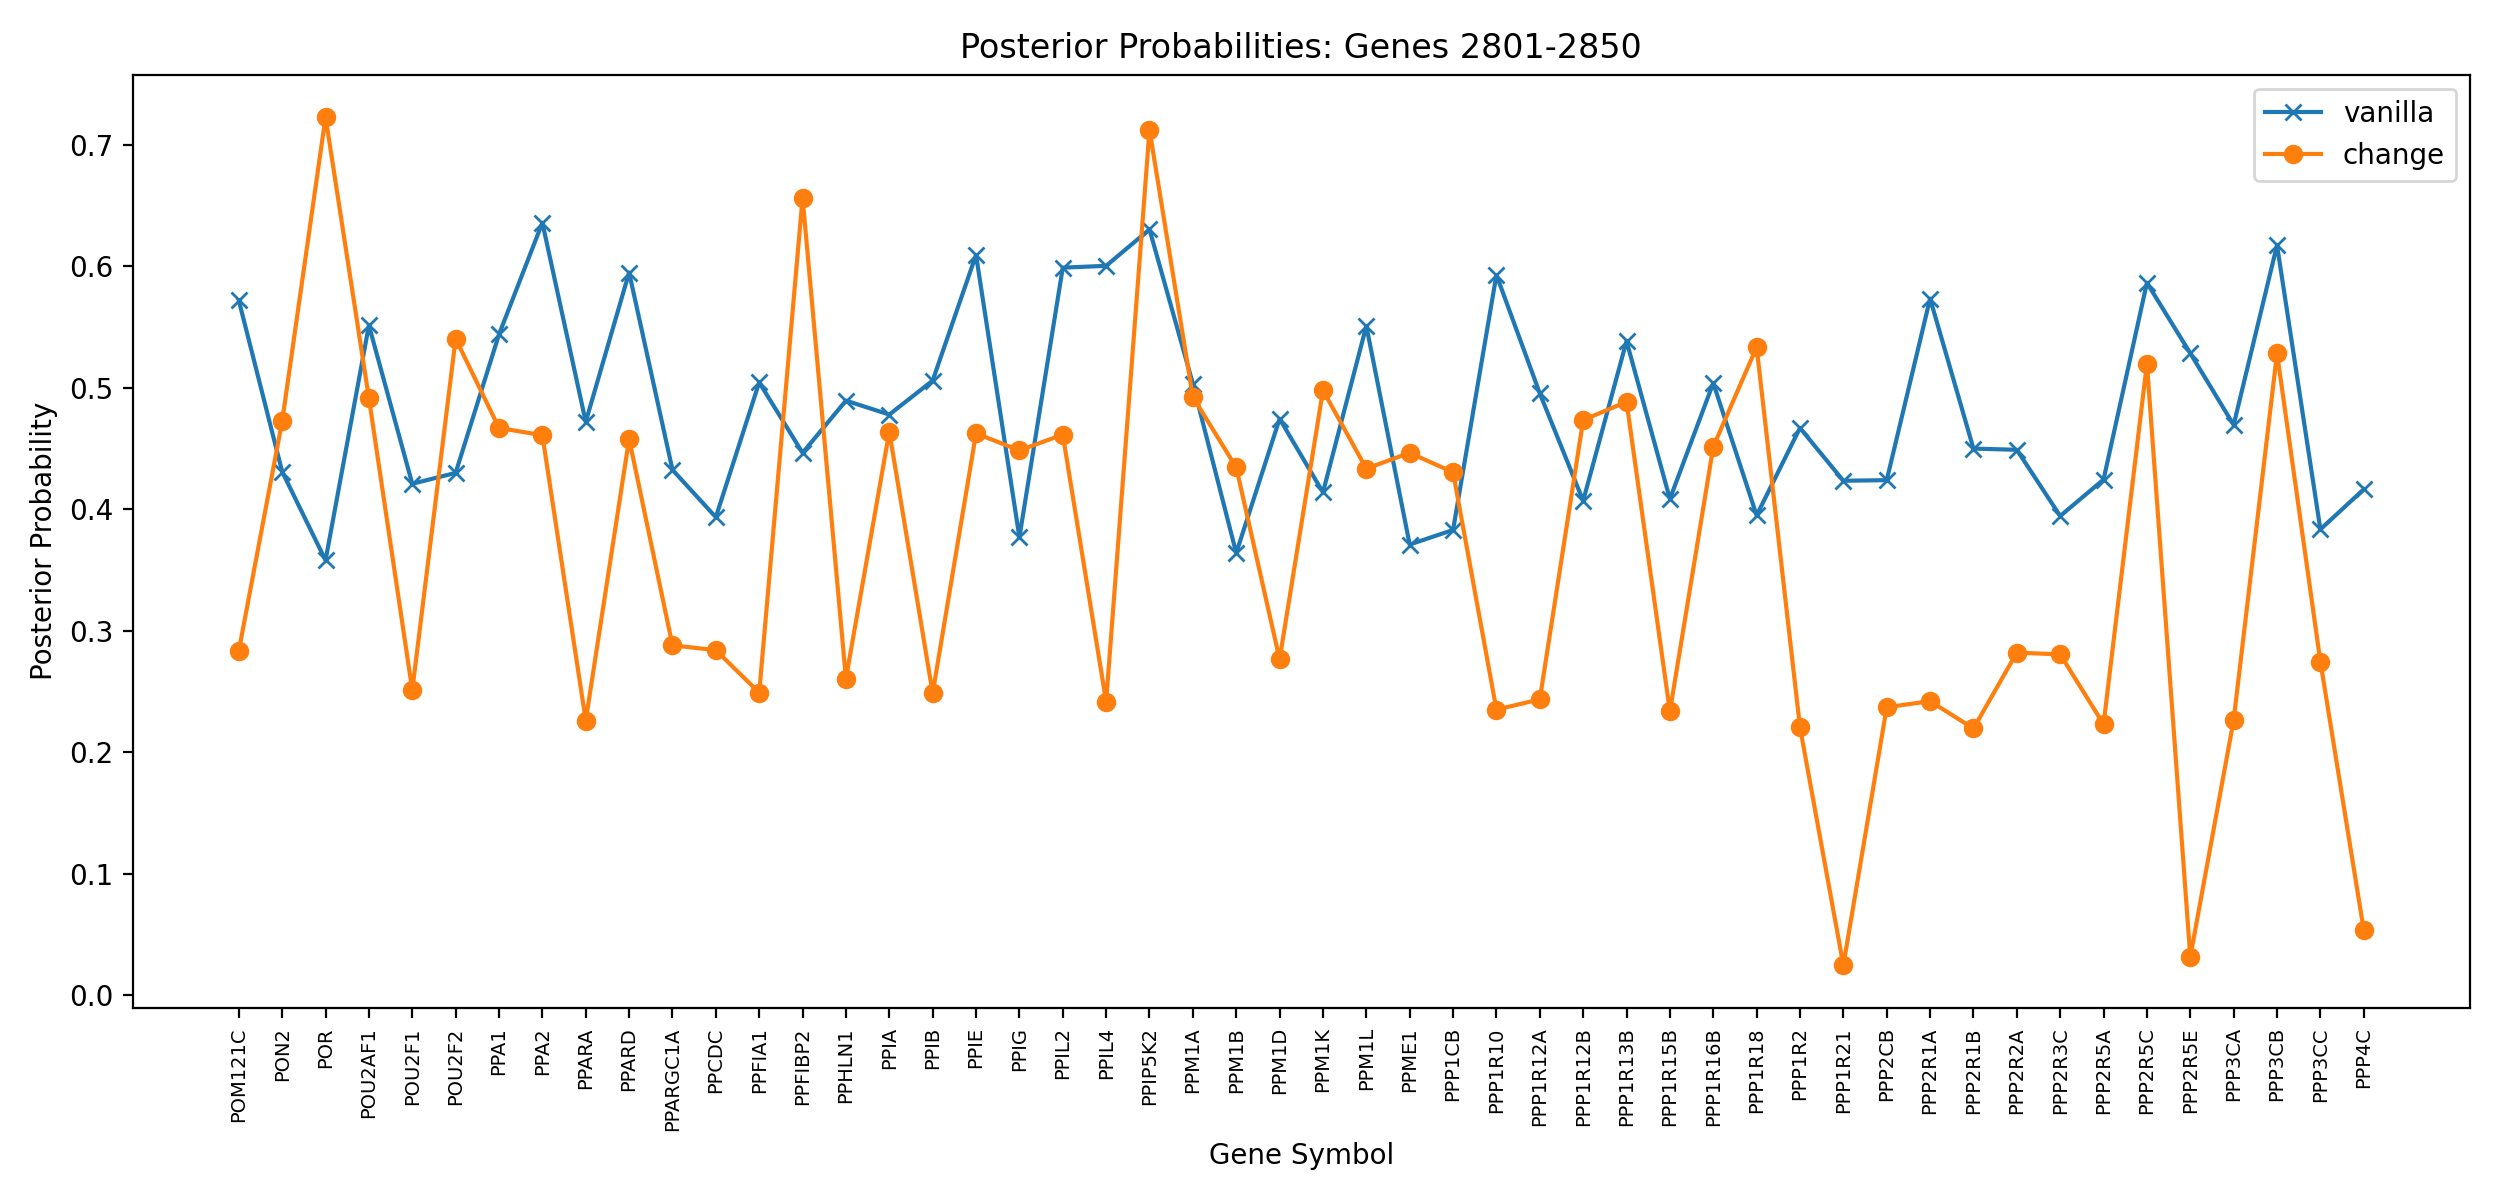 Posterior Probabilities: Genes 2801-2850
vanilla
change
Posterior Probability
0.7
0.6
0.5
0.4
0.3
0.2
0.1
0.0
POM121C
PON2
POR
POU2AF1
POU2F1
POU2F2
PPA1
PPA2
PPARA
PPARD
PPARGC1A
PPCDC
PPFIA1
PPFIBP2
PPHLN1
PPIA
PPIB
PPIE
PPIG
PPIL2
PPIL4
PPIP5K2
PPM1A
PPM1B
PPM1D
PPM1K
PPM1L
PPME1
PPP1CB
PPP1R10
PPP1R12A
PPP1R12B
PPP1R13B
PPP1R15B
PPP1R16B
PPP1R18
PPP1R2
PPP1R21
PPP2CB
PPP2R1A
PPP2R1B
PPP2R2A
PPP2R3C
PPP2R5A
PPP2R5C
PPP2R5E
PPP3CA
PPP3CB
PPP3CC
PPP4C
Gene Symbol